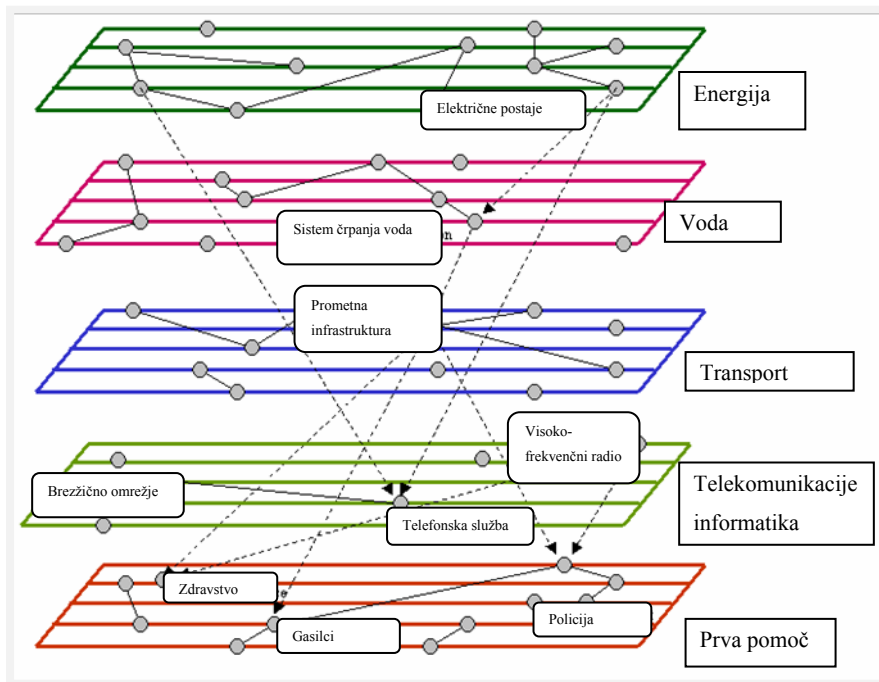 Električne postaje
Energija
Sistem črpanja voda
on
Voda
Prometna
infrastruktura
Transport
Visoko-
frekvenčni radio
Brezžično omrežje
Telefonska služba
Telekomunikacije
informatika
Zdravstvo
Gasilci
Policija
Prva pomoč